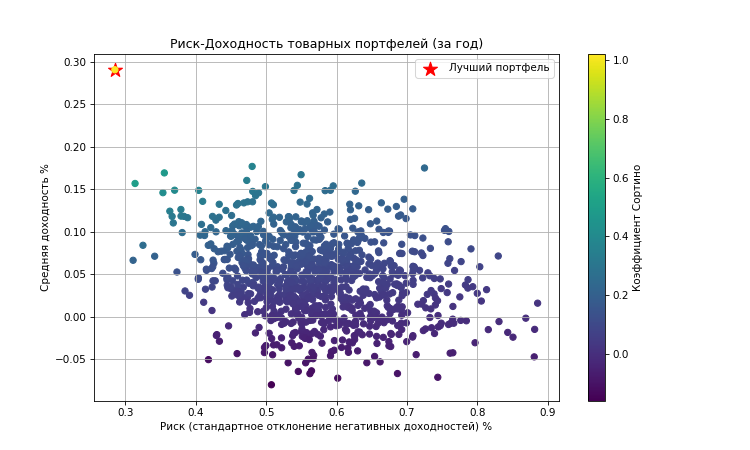 Риск-Доходность товарных портфелей (за год)
Лучший портфель
0.30
0.25
0.20
0.15
0.10
0.05
0.00
−0.05
Средняя доходность %
0.3 0.4 0.5 0.6 0.7 0.8 0.9
Риск (стандартное отклонение негативных доходностей) %
1.0
0.8
0.6
0.4
0.2
0.0
Коэффициент Сортино